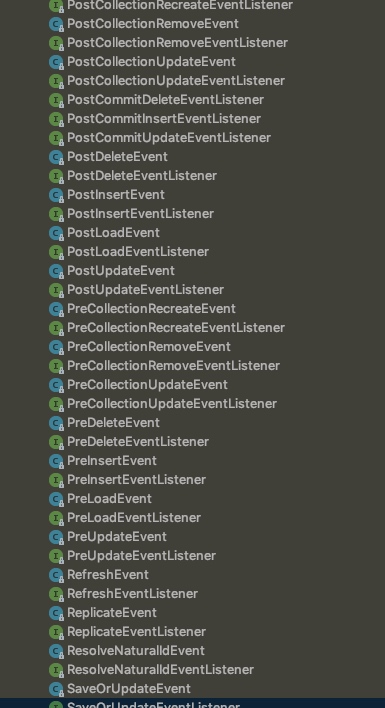 PostCollectionRecreateEventListener
PostCollectionRemoveEvent
PostCollectionRemoveEventListener
PostCollectionUpdateEvent
PostCollectionUpdateEventListener
PostCommitDeleteEventListener
PostCommitInsertEventListener
PostCommitUpdateEventListener
PostDeleteEvent
PostDeleteEventListener
PostInsertEvent
PostInsertEventListener
PostLoadEvent
PostLoadEventListener
PostUpdateEvent
PostUpdateEventListener
PreCollectionRecreateEvent
PreCollectionRecreateEventListener
PreCollectionRemoveEvent
PreCollectionRemoveEventListener
PreCollectionUpdateEvent
PreCollectionUpdateEventListener
PreDeleteEvent
PreDeleteEventListener
PreInsertEvent
PreInsertEventListener
PreLoadEvent
PreLoadEventListener
PreUpdateEvent
PreUpdateEventListener
RefreshEvent
RefreshEventListener
ReplicateEvent
ReplicateEventListener
ResolveNaturalIdEvent
ResolveNaturalIdEventListener
SaveOrUpdateEvent
SaveOrUpdateEventListener